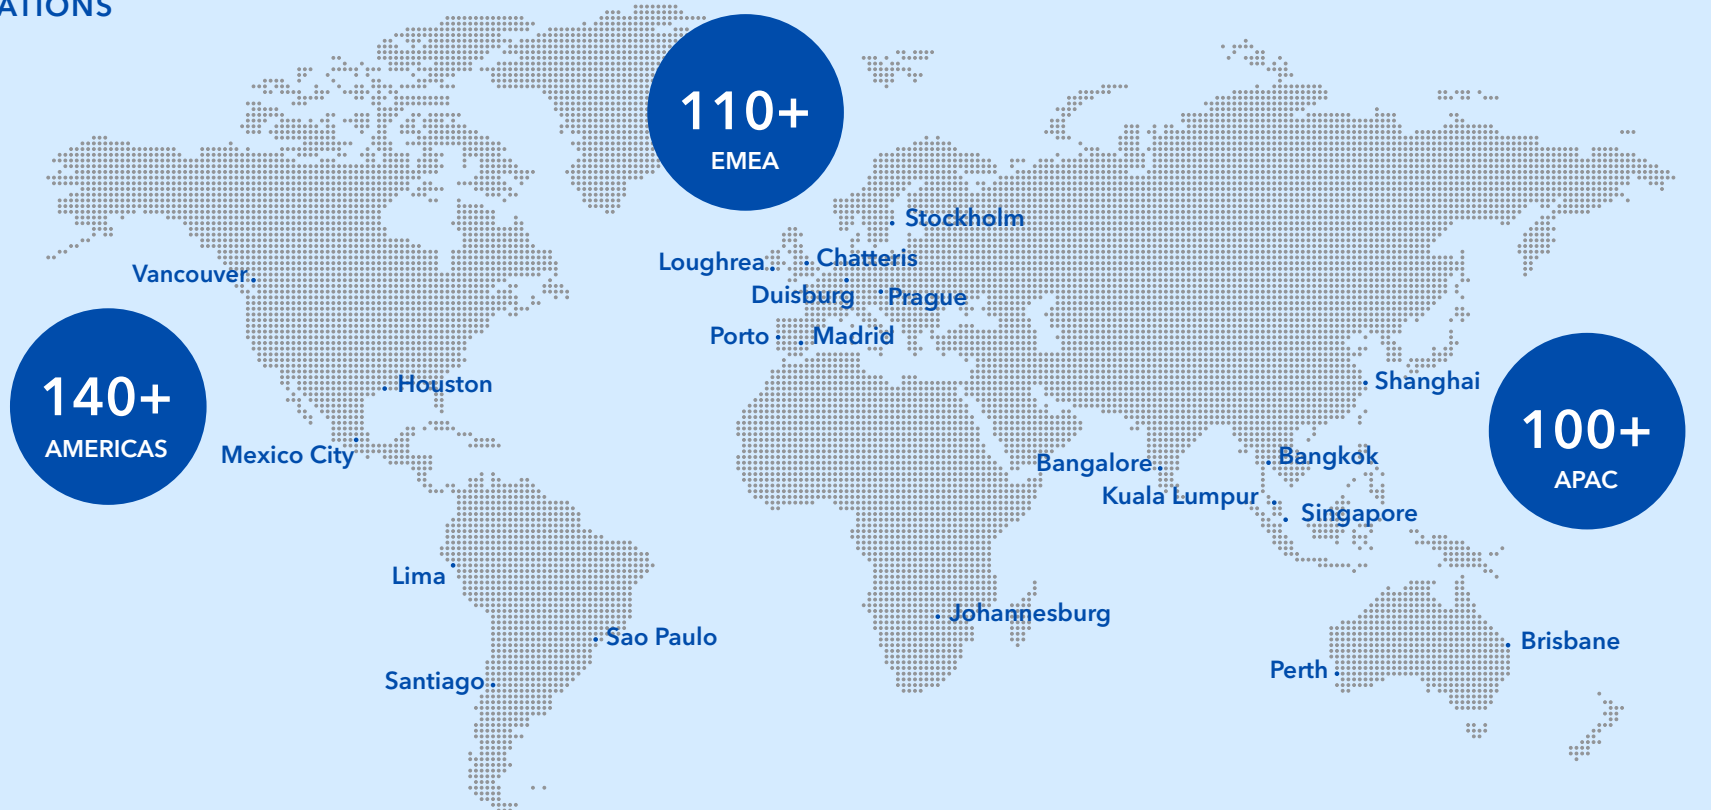 ATIONS
110+
EMEA
Stockholm
Loughrea
Chatteris
Vancouver
Duisburg
Prague
Porto
Madrid
140+
AMERICAS
Houston
Shanghai
100+
APAC
Mexico City
Bangalore
Bangkok
Kuala Lumpur
Singapore
Lima
Johannesburg
Sao Paulo
Brisbane
Santiago
Perth